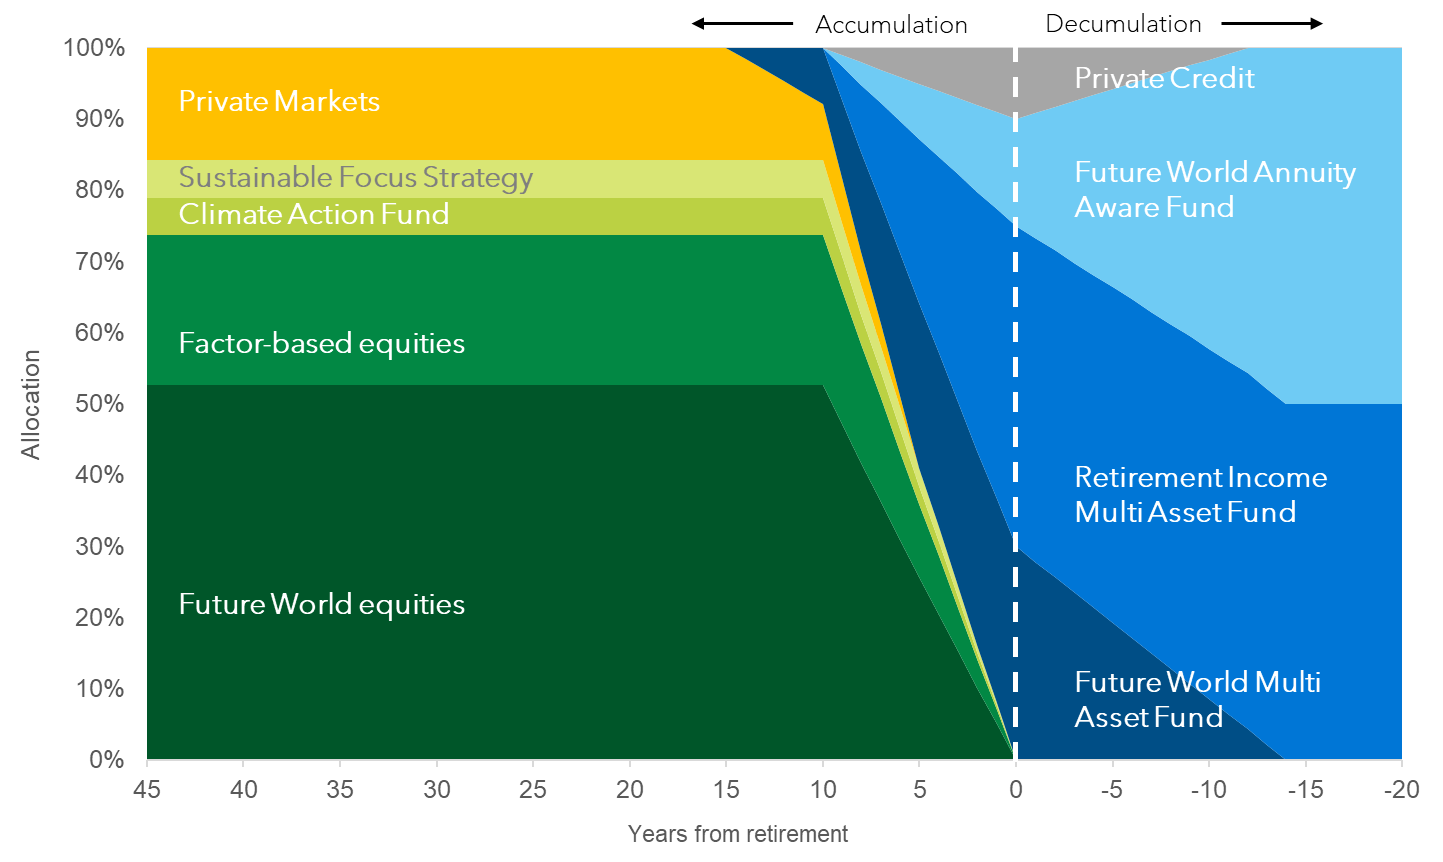 Accumulation
Decumulation
100%
90%
80%
70%
60%
50%
40%
30%
20%
10%
0%
Allocation
Private Markets
Sustainable Focus Strategy
Climate Action Fund
Factor-based equities
Future World equities
Private Credit
Future World Annuity
Aware Fund
Retirement Income
Multi Asset Fund
Future World Multi
Asset Fund
45 40 35 30 25 20 15 10 5 0 -5 -10 -15 -20
Years from retirement